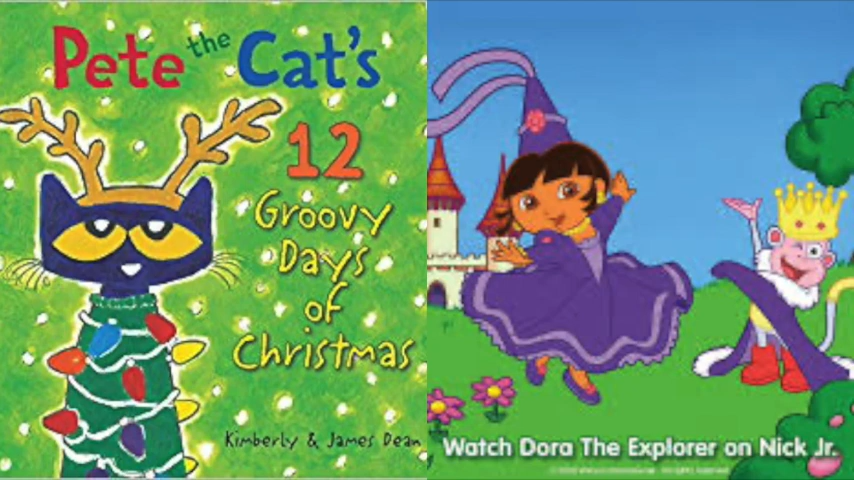 Pete the Cat's
12
Groovy
Days
of
Christmas
Kimberly & James Dean
Watch Dora The Explorer on Nick Jr.